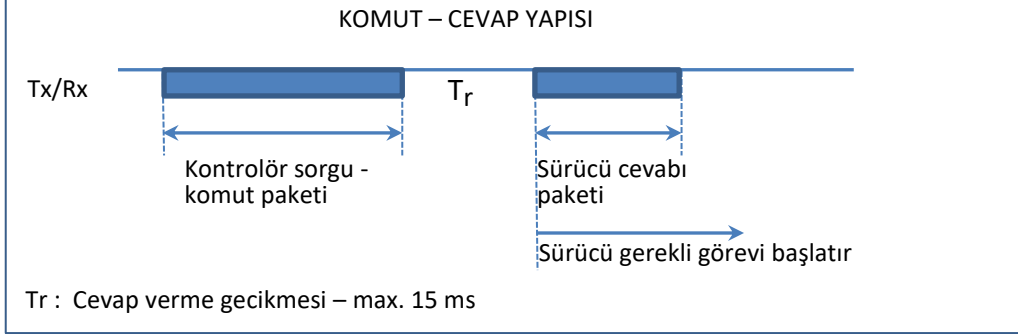 KOMUT – CEVAP YAPISI
Tx/Rx
Tr
Kontrolör sorgu -
komut paketi
Sürücü cevabı
paketi
Sürücü gerekli görevi başlatır
Tr : Cevap verme gecikmesi – max. 15 ms